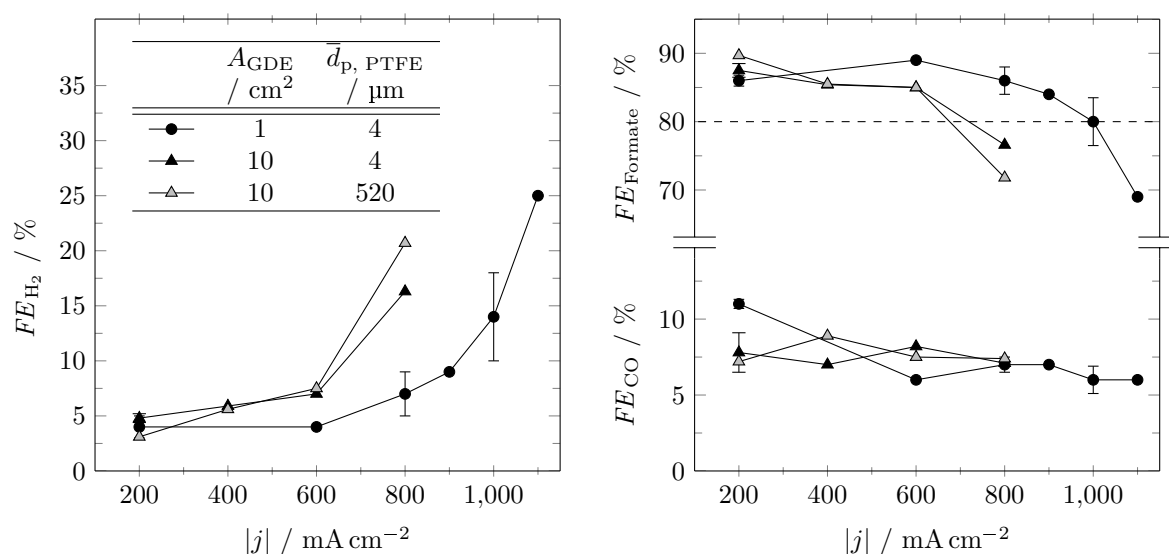 A_GDE d̅_p, PTFE
/ cm² / µm
1 4
10 4
10 520
35
30
25
20
15
10
5
0
FE_H₂ / %
200 400 600 800 1,000
|j| / mA cm⁻²
90
80
70
FE_Formate / %
10
5
0
FE_CO / %
200 400 600 800 1,000
|j| / mA cm⁻²